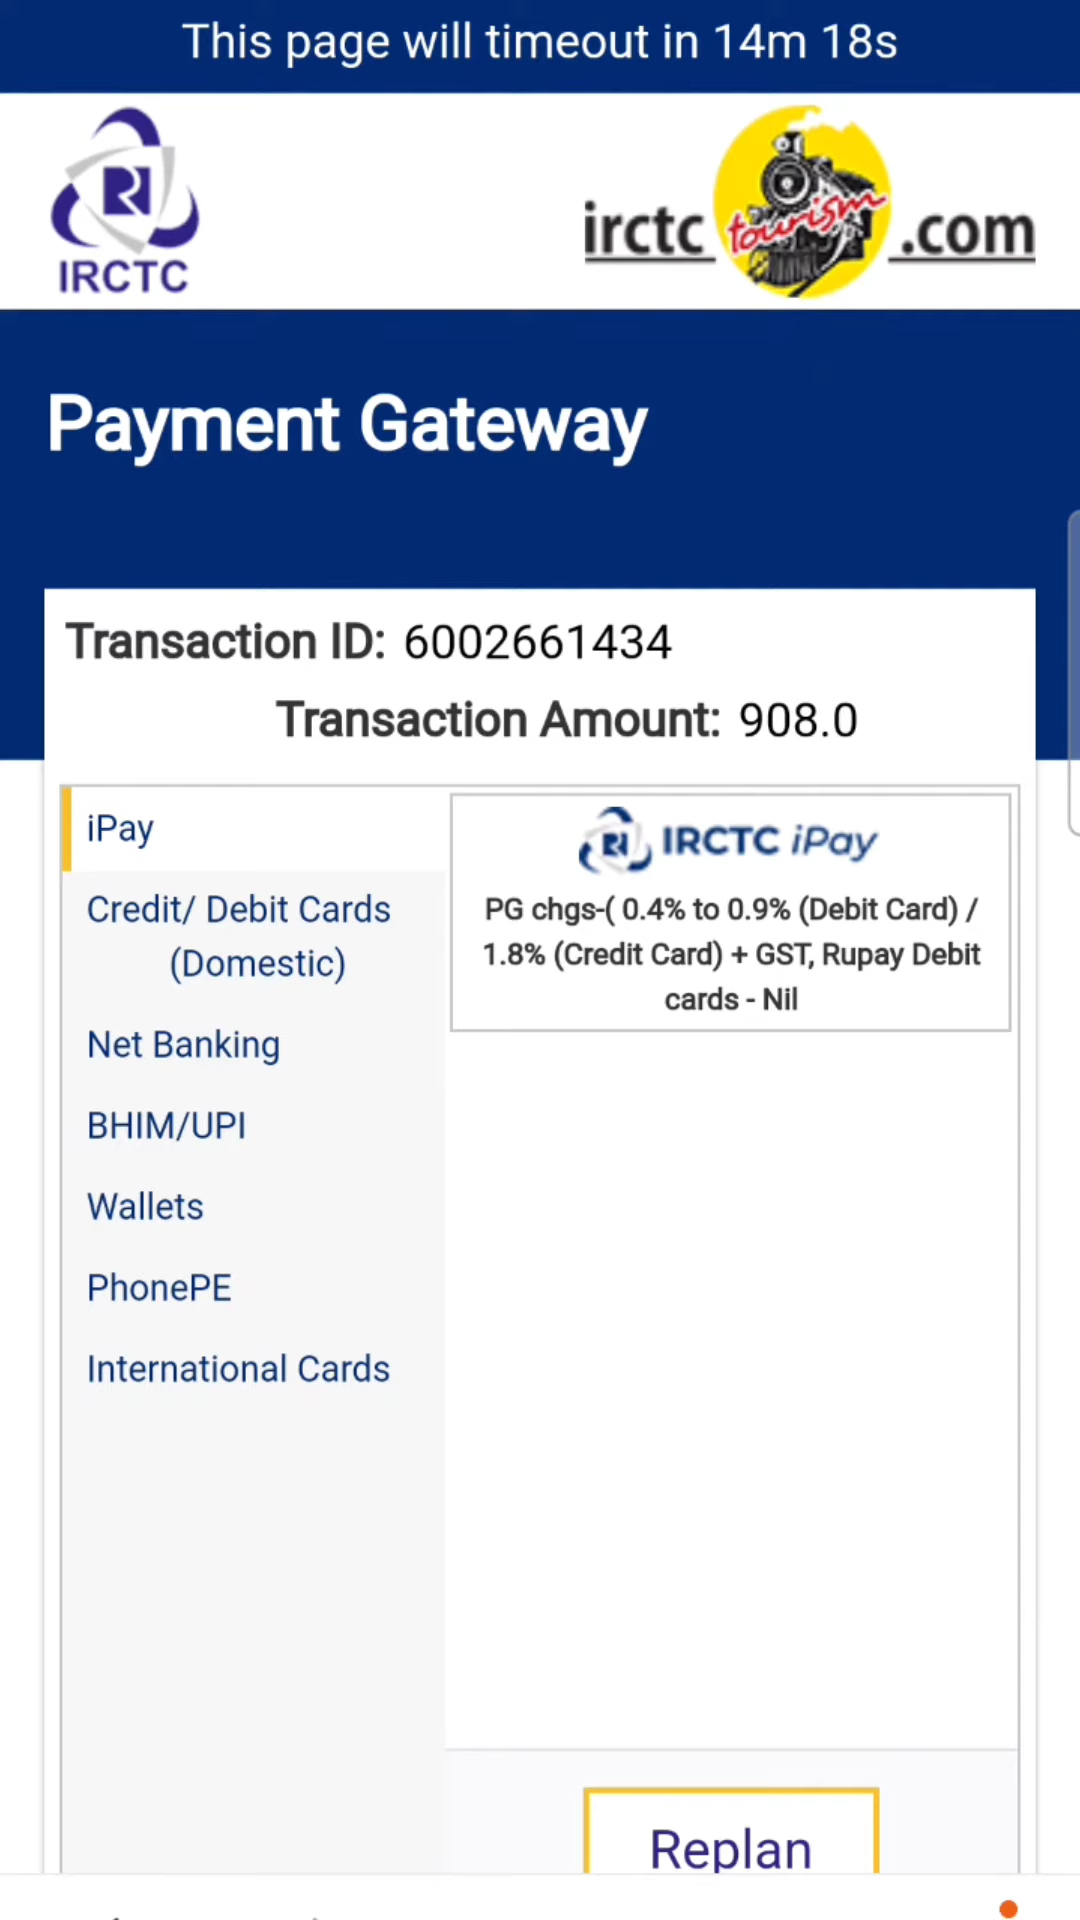 This page will timeout in 14m 18s
IRCTC
irctc tourism .com
Payment Gateway
Transaction ID: 6002661434
Transaction Amount: 908.0
iPay
Credit/ Debit Cards
(Domestic)
Net Banking
BHIM/UPI
Wallets
PhonePE
International Cards
IRCTC iPay
PG chgs-( 0.4% to 0.9% (Debit Card) /
1.8% (Credit Card) + GST, Rupay Debit
cards - Nil
Replan